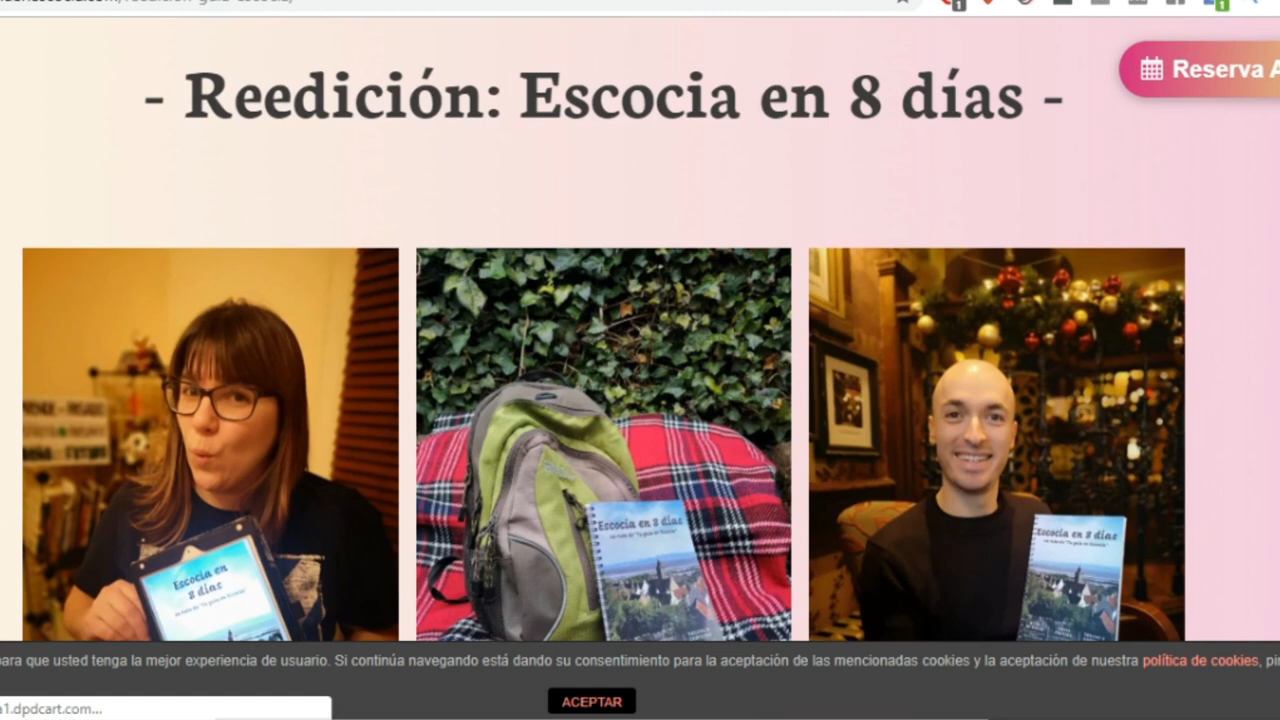 - Reedición: Escocia en 8 días -
Reserva A
Escocia en
8 días
Escocia en 8 días
Escocia en 8 días
para que usted tenga la mejor experiencia de usuario. Si continúa navegando está dando su consentimiento para la aceptación de las mencionadas cookies y la aceptación de nuestra política de cookies, pi
ACEPTAR
a1.dpdcart.com...